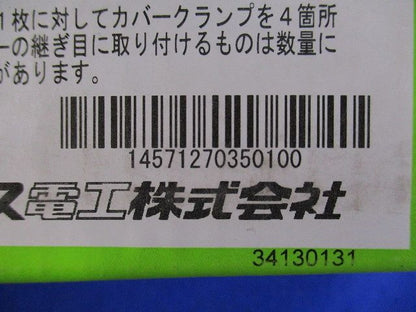 1枚に対してカバークランプを４箇所
ーの継ぎ目に取り付けるものは数量に
があります。
14571270350100
ス電工株式会社
34130131